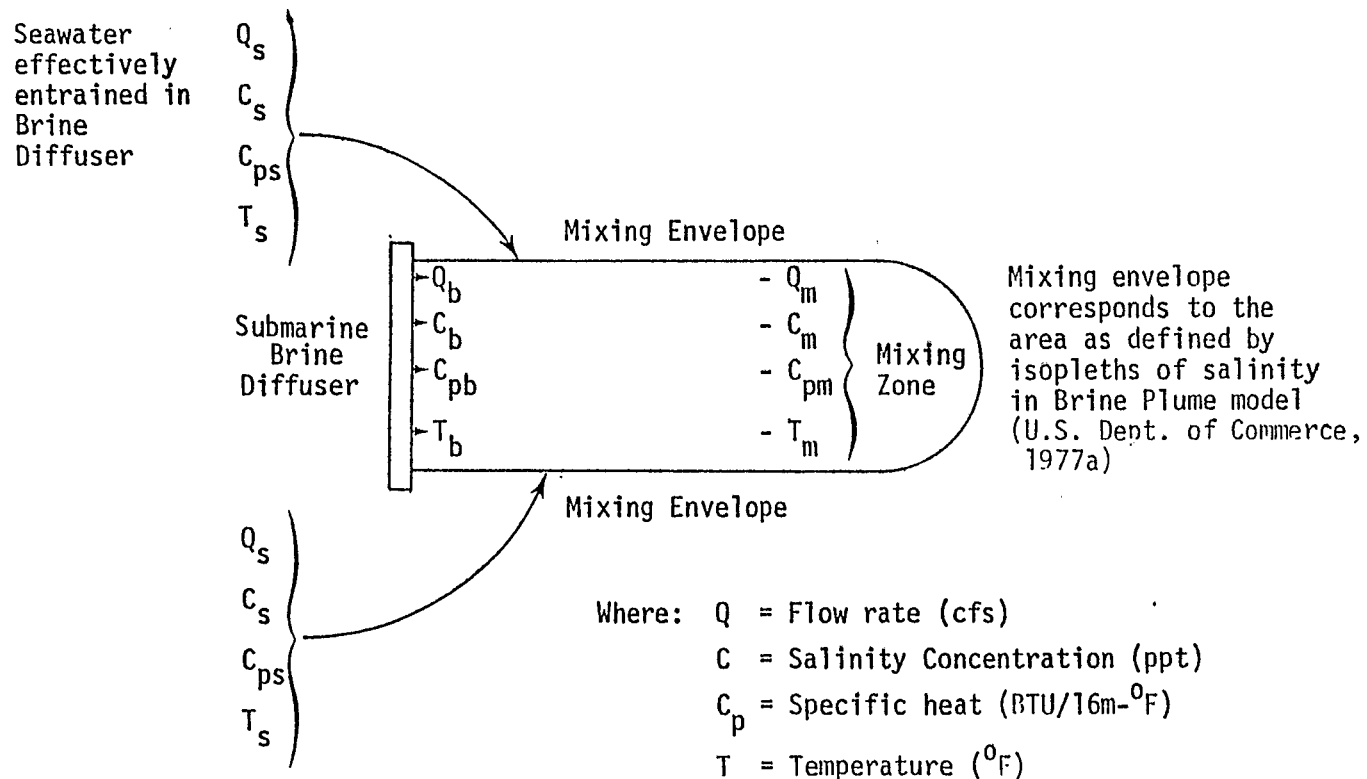 Seawater
effectively
entrained in
Brine
Diffuser
Q_s
C_s
C_ps
T_s
Mixing Envelope
Submarine
Brine
Diffuser
Q_b
C_b
C_pb
T_b
- Q_m
- C_m
- C_pm
- T_m
Mixing
Zone
Mixing envelope
corresponds to the
area as defined by
isopleths of salinity
in Brine Plume model
(U.S. Dept. of Commerce,
1977a)
Mixing Envelope
Q_s
C_s
C_ps
T_s
Where: Q = Flow rate (cfs)
C = Salinity Concentration (ppt)
C_p = Specific heat (BTU/16m-°F)
T = Temperature (°F)